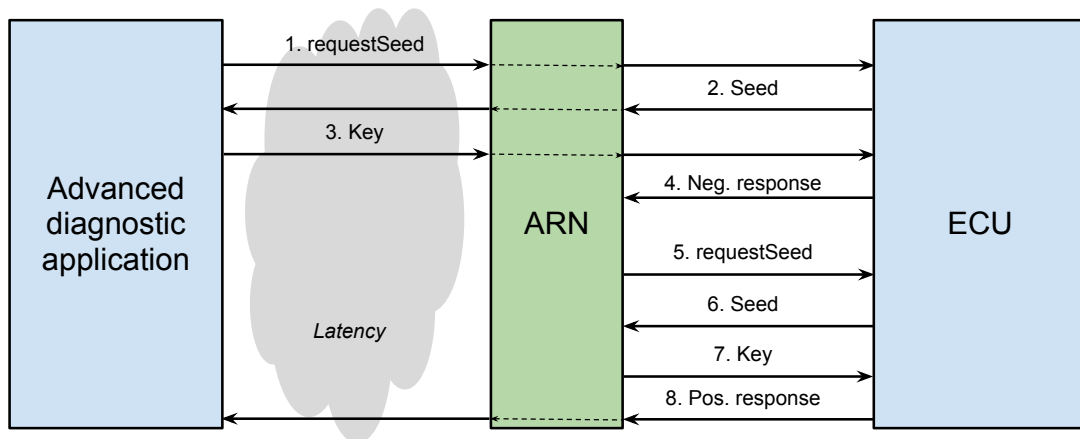 1. requestSeed
2. Seed
3. Key
4. Neg. response
Advanced
diagnostic
application
ARN
ECU
5. requestSeed
6. Seed
Latency
7. Key
8. Pos. response